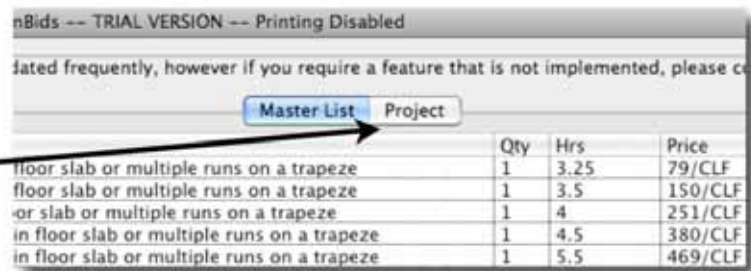 nBids -- TRIAL VERSION -- Printing Disabled
dated frequently, however if you require a feature that is not implemented, please c
Master List Project
Qty Hrs Price
floor slab or multiple runs on a trapeze 1 3.25 79/CLF
floor slab or multiple runs on a trapeze 1 3.5 150/CLF
or slab or multiple runs on a trapeze 1 4 251/CLF
in floor slab or multiple runs on a trapeze 1 4.5 380/CLF
in floor slab or multiple runs on a trapeze 1 5.5 469/CLF